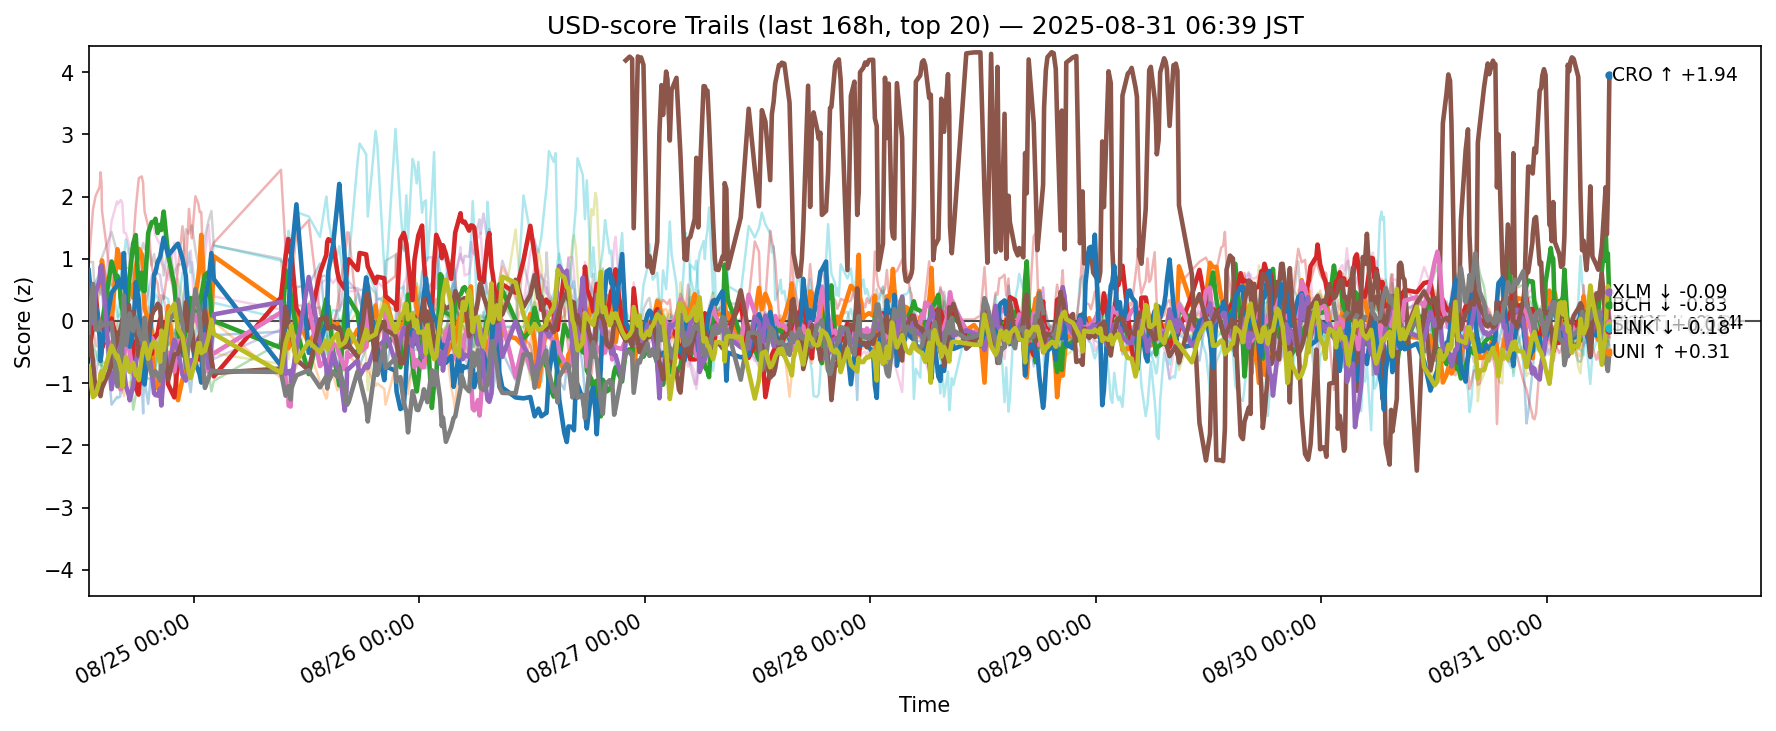 USD-score Trails (last 168h, top 20) — 2025-08-31 06:39 JST
Score (z)
4
3
2
1
0
−1
−2
−3
−4
CRO ↑ +1.94
XLM ↓ -0.09
BCH ↓ -0.83
LINK ↓ -0.18
UNI ↑ +0.31
08/25 00:00
08/26 00:00
08/27 00:00
08/28 00:00
08/29 00:00
08/30 00:00
08/31 00:00
Time